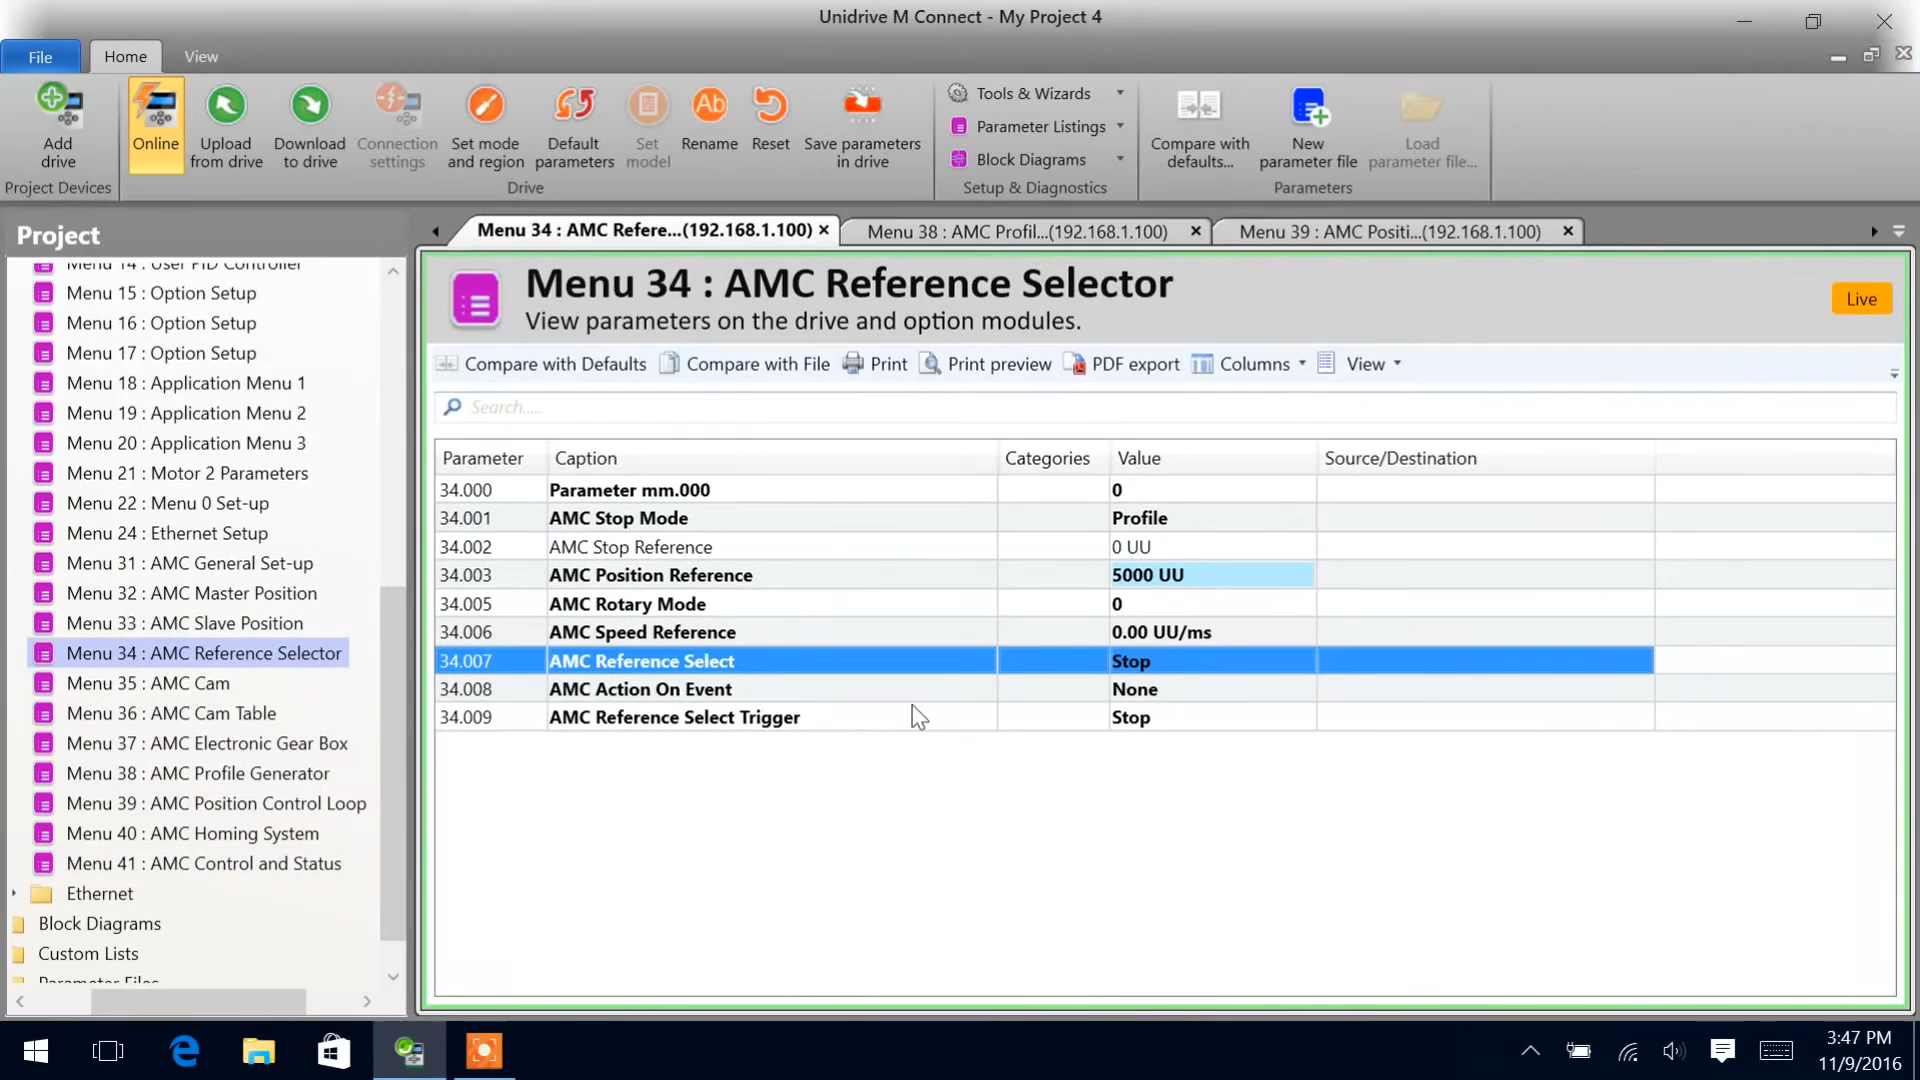 Unidrive M Connect - My Project 4
File Home View
Add drive
Online
Upload from drive
Download to drive
Connection settings
Set mode and region
Default parameters
Set model
Rename
Reset
Save parameters in drive
Tools & Wizards
Parameter Listings
Block Diagrams
Compare with defaults...
New parameter file
Load parameter file...
Project Devices
Drive
Setup & Diagnostics
Parameters
Project
Menu 14 : User PID Controller
Menu 15 : Option Setup
Menu 16 : Option Setup
Menu 17 : Option Setup
Menu 18 : Application Menu 1
Menu 19 : Application Menu 2
Menu 20 : Application Menu 3
Menu 21 : Motor 2 Parameters
Menu 22 : Menu 0 Set-up
Menu 24 : Ethernet Setup
Menu 31 : AMC General Set-up
Menu 32 : AMC Master Position
Menu 33 : AMC Slave Position
Menu 34 : AMC Reference Selector
Menu 35 : AMC Cam
Menu 36 : AMC Cam Table
Menu 37 : AMC Electronic Gear Box
Menu 38 : AMC Profile Generator
Menu 39 : AMC Position Control Loop
Menu 40 : AMC Homing System
Menu 41 : AMC Control and Status
Ethernet
Block Diagrams
Custom Lists
Parameter Files
Menu 34 : AMC Refere...(192.168.1.100)
Menu 38 : AMC Profil...(192.168.1.100)
Menu 39 : AMC Positi...(192.168.1.100)
Menu 34 : AMC Reference Selector
View parameters on the drive and option modules.
Live
Compare with Defaults Compare with File Print Print preview PDF export Columns View
Search.....
Parameter Caption Categories Value Source/Destination
34.000 Parameter mm.000 0
34.001 AMC Stop Mode Profile
34.002 AMC Stop Reference 0 UU
34.003 AMC Position Reference 5000 UU
34.005 AMC Rotary Mode 0
34.006 AMC Speed Reference 0.00 UU/ms
34.007 AMC Reference Select Stop
34.008 AMC Action On Event None
34.009 AMC Reference Select Trigger Stop
3:47 PM
11/9/2016